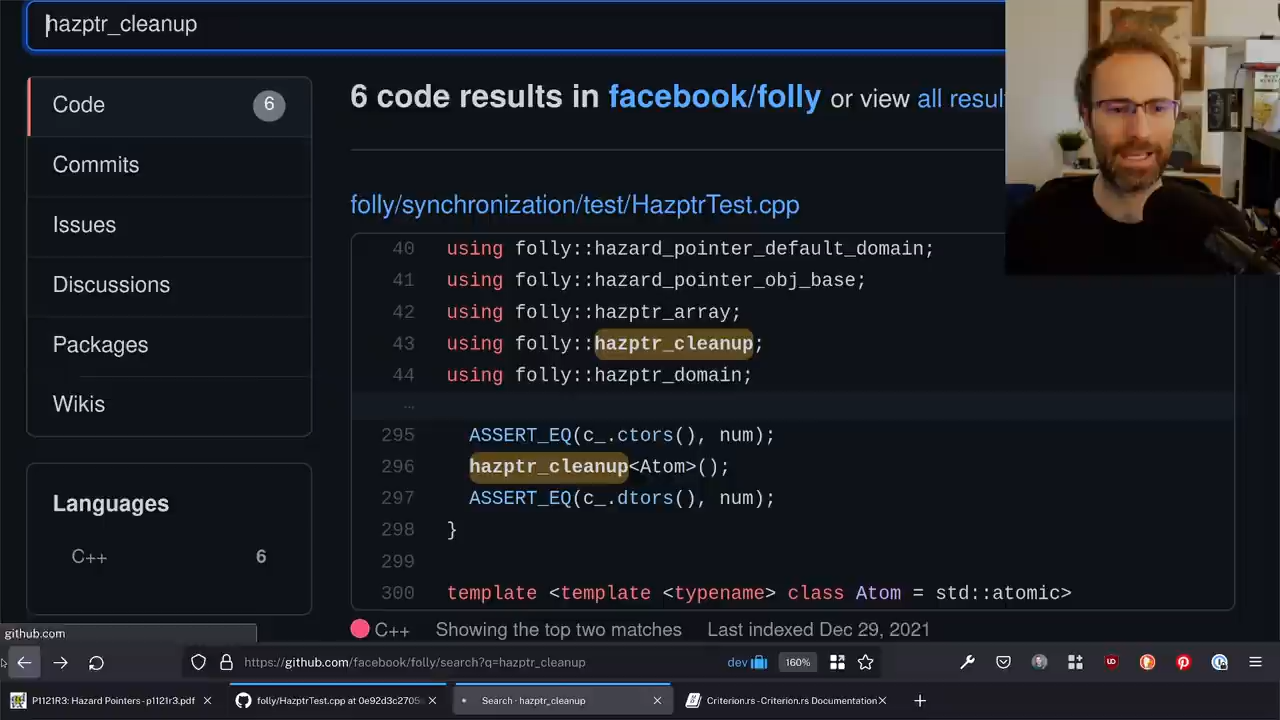 hazptr_cleanup
Code 6
Commits
Issues
Discussions
Packages
Wikis
Languages
C++ 6
6 code results in facebook/folly or view all resul
folly/synchronization/test/HazptrTest.cpp
40 using folly::hazard_pointer_default_domain;
41 using folly::hazard_pointer_obj_base;
42 using folly::hazptr_array;
43 using folly::hazptr_cleanup;
44 using folly::hazptr_domain;
…
295 ASSERT_EQ(c_.ctors(), num);
296 hazptr_cleanup<Atom>();
297 ASSERT_EQ(c_.dtors(), num);
298 }
299
300 template <template <typename> class Atom = std::atomic>
C++ Showing the top two matches Last indexed Dec 29, 2021
github.com
https://github.com/facebook/folly/search?q=hazptr_cleanup dev 160%
P1121R3: Hazard Pointers - p1121r3.pdf folly/HazptrTest.cpp at 0e92d3c2705 Search · hazptr_cleanup Criterion.rs - Criterion.rs Documentation